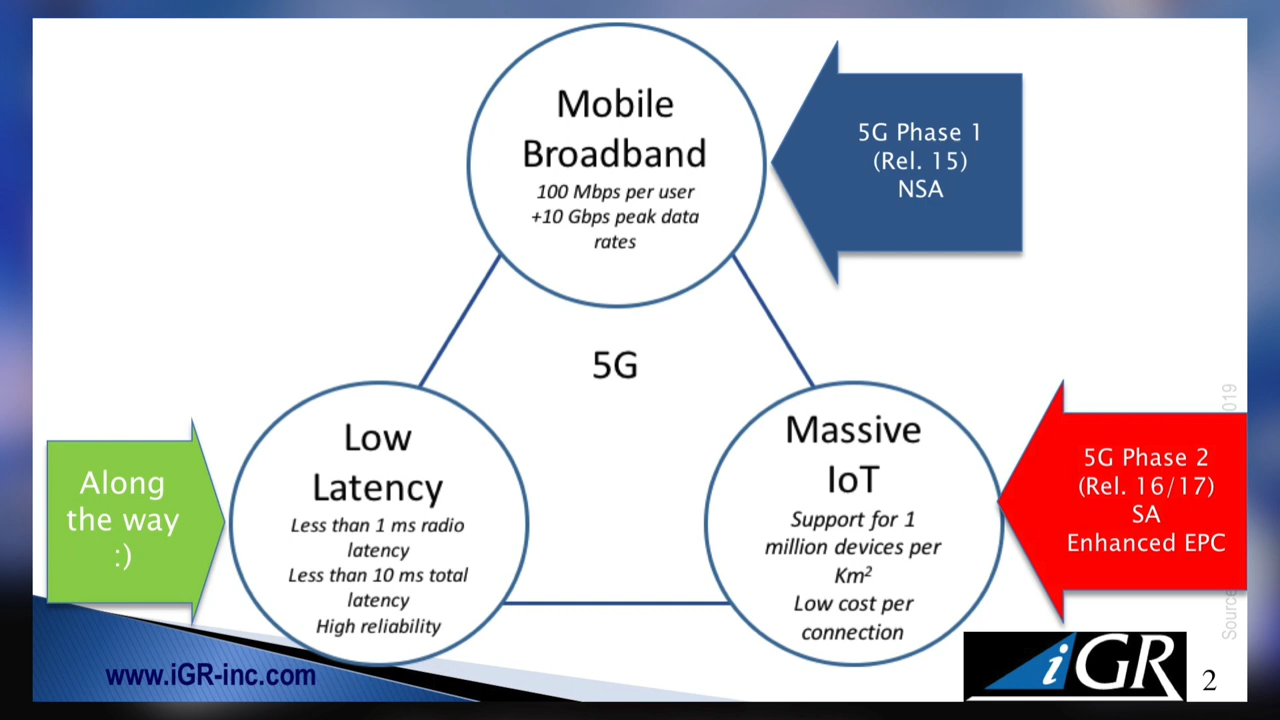 Mobile
Broadband
100 Mbps per user
+10 Gbps peak data
rates
5G Phase 1
(Rel. 15)
NSA
5G
Low
Latency
Less than 1 ms radio
latency
Less than 10 ms total
latency
High reliability
Along
the way
:)
Massive
IoT
Support for 1
million devices per
Km²
Low cost per
connection
5G Phase 2
(Rel. 16/17)
SA
Enhanced EPC
www.iGR-inc.com
iGR
2